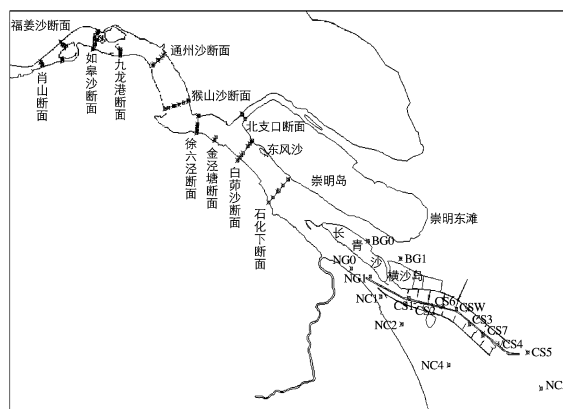 福姜沙断面
肖山断面
如皋沙断面
九龙港断面
通州沙断面
猴山沙断面
徐六泾断面
金泾塘断面
白茆沙断面
北支口断面
东风沙
石化下断面
崇明岛
崇明东滩
长青沙
横沙岛
BG0
BG1
NG0
NG1
NC1
NC2
NC4
CS1
CS2
CS6
CSW
CS3
CS7
CS4
CS5
NC